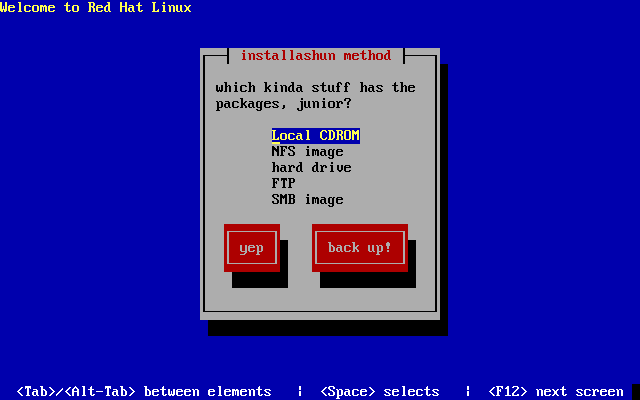 Welcome to Red Hat Linux
installashun method
which kinda stuff has the
packages, junior?
Local CDROM
NFS image
hard drive
FTP
SMB image
yep
back up!
<Tab>/<Alt-Tab> between elements | <Space> selects | <F12> next screen